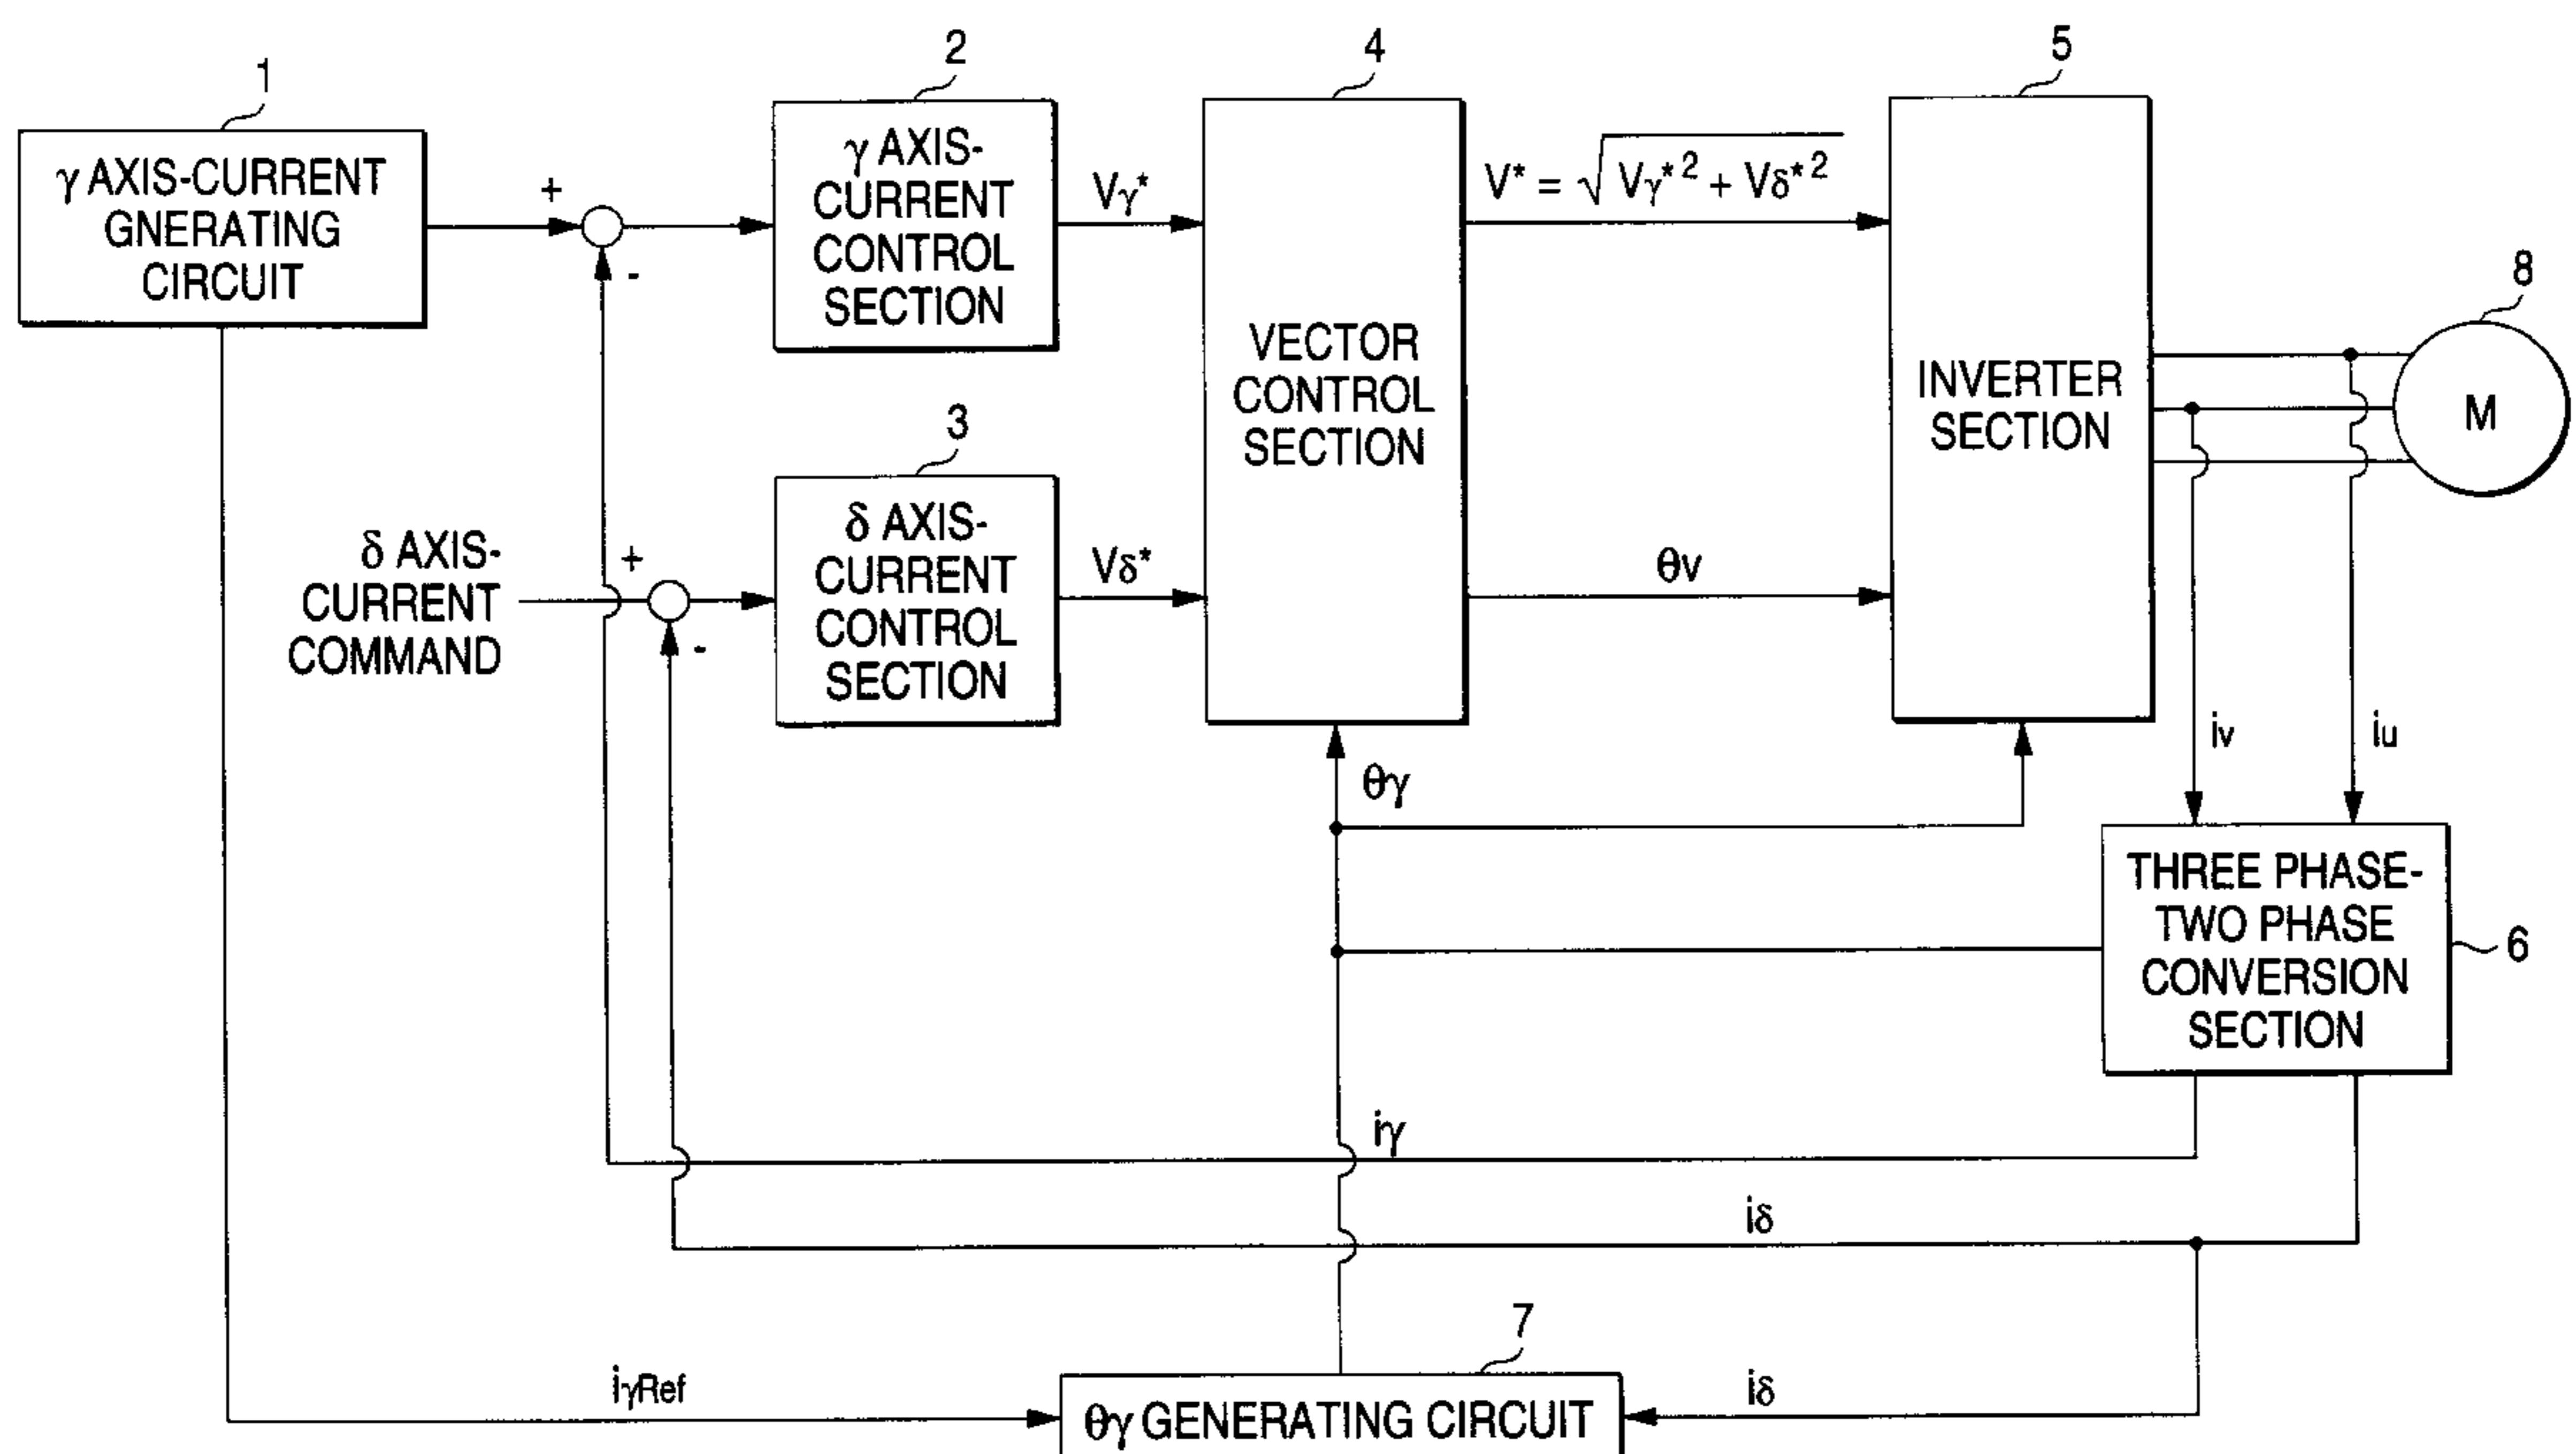 1
γ AXIS-CURRENT
GNERATING
CIRCUIT
+
-
2
γ AXIS-
CURRENT
CONTROL
SECTION
Vγ*
δ AXIS-
CURRENT
COMMAND
+
-
3
δ AXIS-
CURRENT
CONTROL
SECTION
Vδ*
4
VECTOR
CONTROL
SECTION
V* = √Vγ*2 + Vδ*2
θv
θγ
5
INVERTER
SECTION
8
M
iv
iu
THREE PHASE-
TWO PHASE
CONVERSION
SECTION
6
iγ
iδ
iγRef
7
θγ GENERATING CIRCUIT
iδ